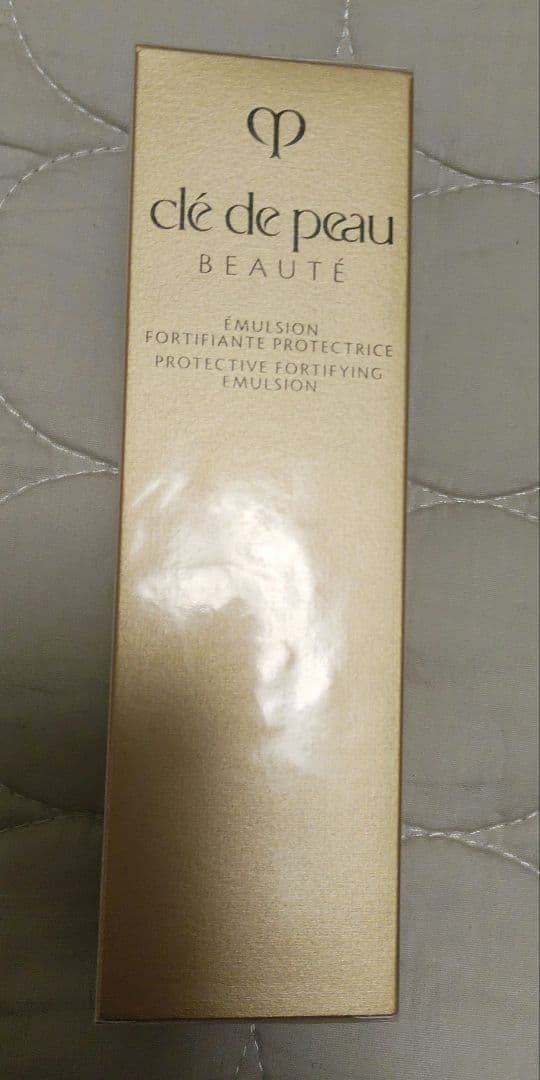 clé de peau
BEAUTÉ
ÉMULSION
FORTIFIANTE PROTECTRICE
PROTECTIVE FORTIFYING
EMULSION